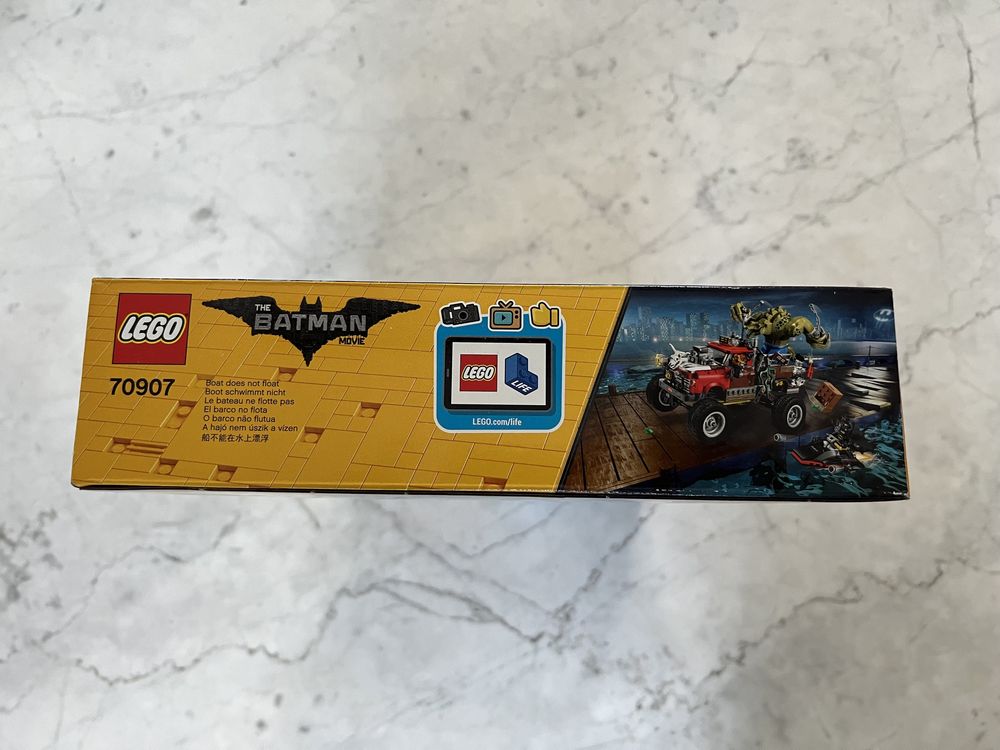 LEGO
THE
BATMAN
MOVIE
70907
Boat does not float
Boot schwimmt nicht
Le bateau ne flotte pas
El barco no flota
O barco não flutua
A hajó nem úszik a vízen
船不能在水上漂浮
LEGO
LIFE
LEGO.com/life